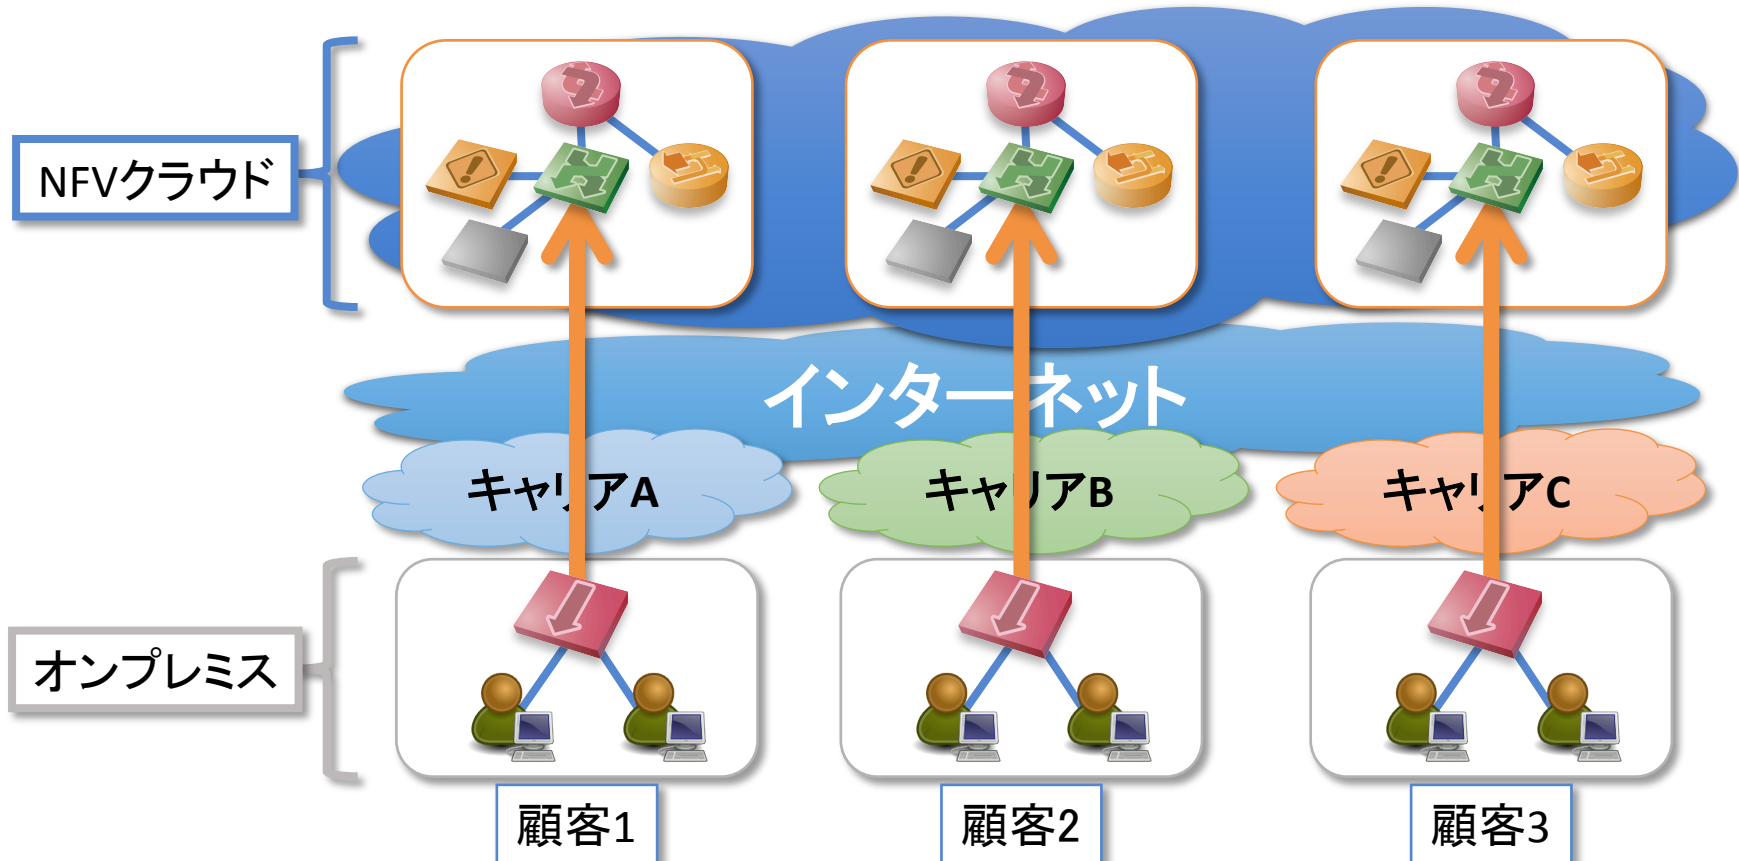 NFVクラウド
インターネット
キャリアA
キャリアB
キャリアC
オンプレミス
顧客1
顧客2
顧客3